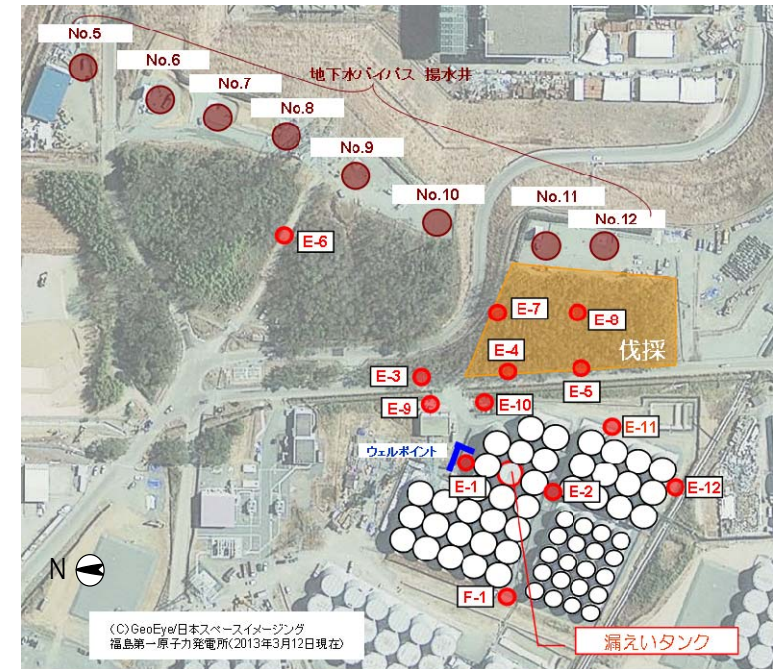 No.5
No.6
No.7
地下水バイパス 揚水井
No.8
No.9
No.10
No.11
No.12
E-6
E-7
E-8
伐採
E-4
E-3
E-5
E-9
E-10
E-11
ウェルポイント
E-1
E-2
E-12
N
F-1
(C)GeoEye/日本スペースイメージング
福島第一原子力発電所(2013年3月12日現在)
漏えいタンク